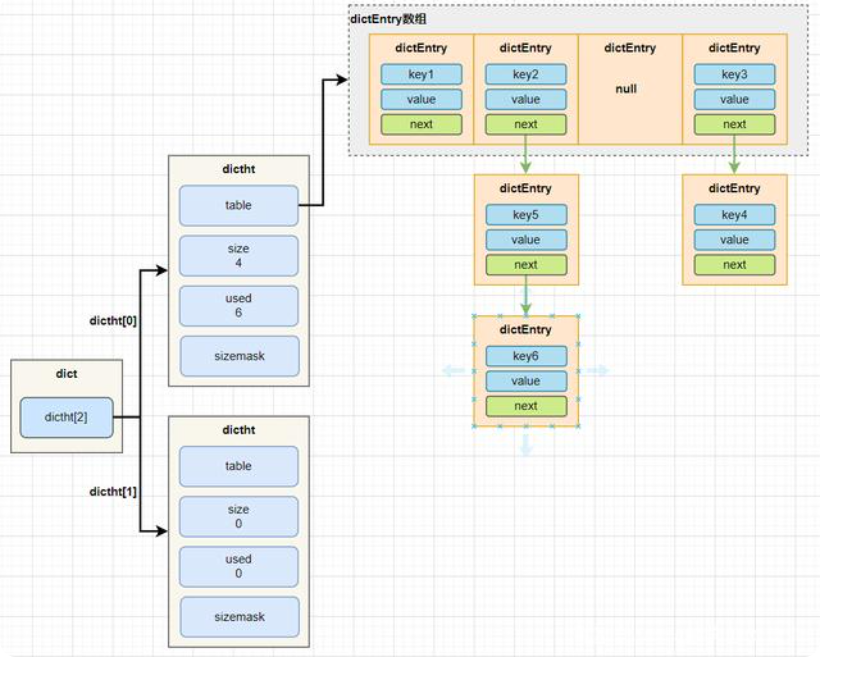 dictEntry数组
dictEntry dictEntry dictEntry dictEntry
key1 key2 null key3
value value value
next next next
dictEntry dictEntry
key5 key4
value value
next next
dictEntry
key6
value
next
dictht
table
size
4
used
6
sizemask
dictht[0]
dict
dictht[2]
dictht[1]
dictht
table
size
0
used
0
sizemask